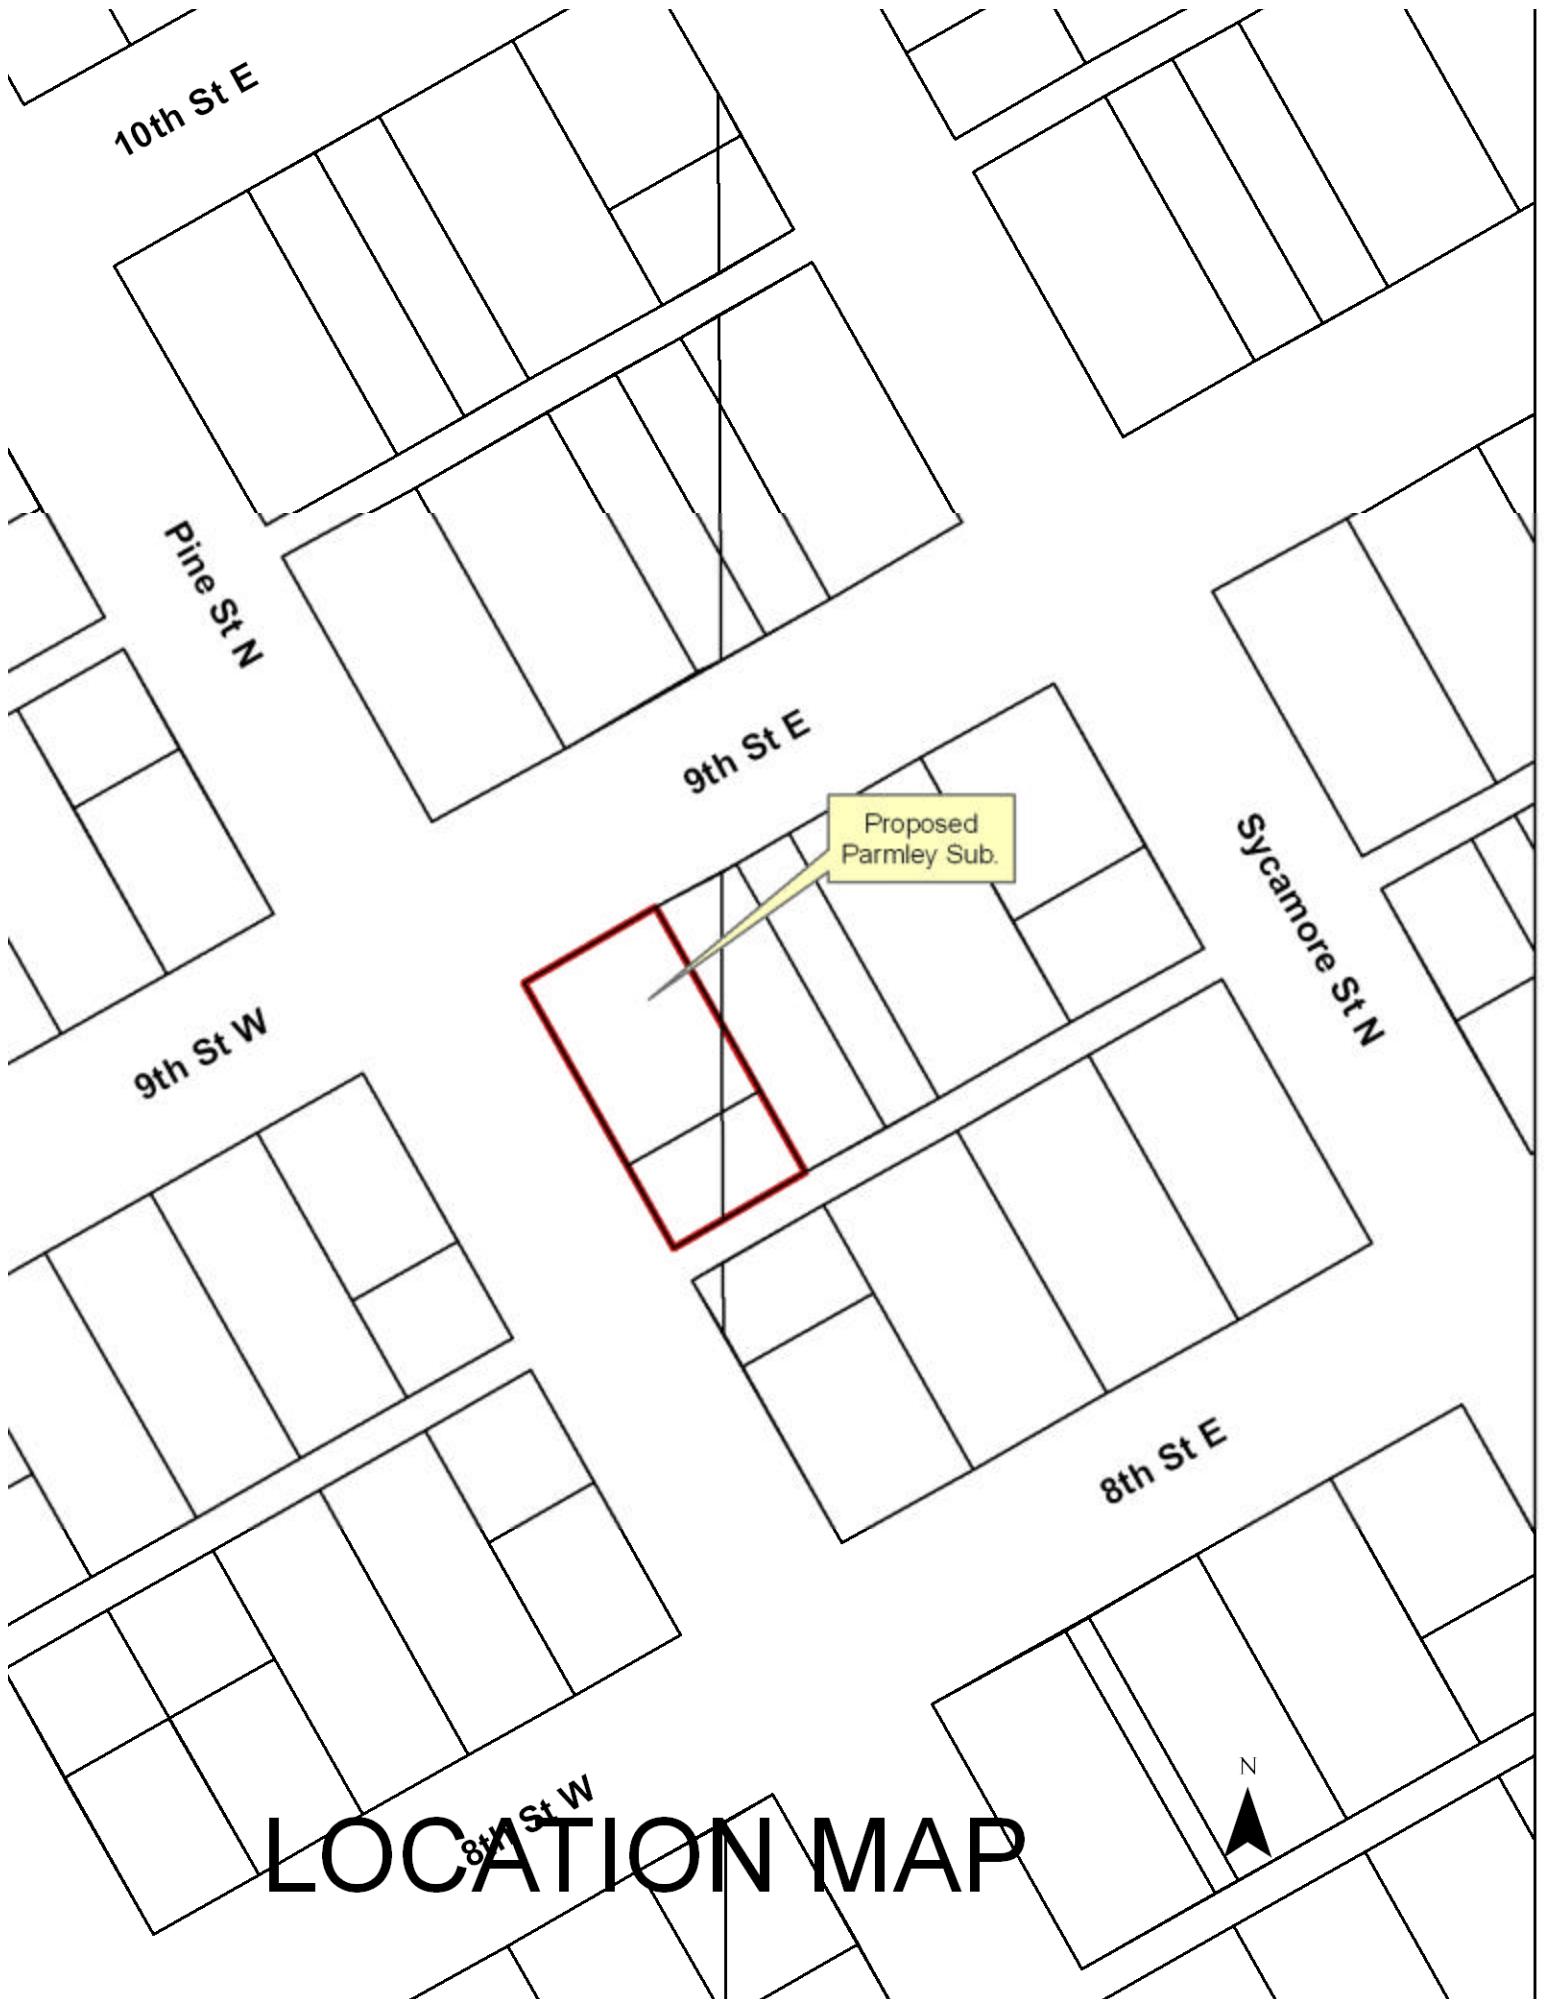 10th St E
Pine St N
9th St E
Proposed
Parmley Sub.
Sycamore St N
9th St W
8th St E
N
8th St W
LOCATION MAP